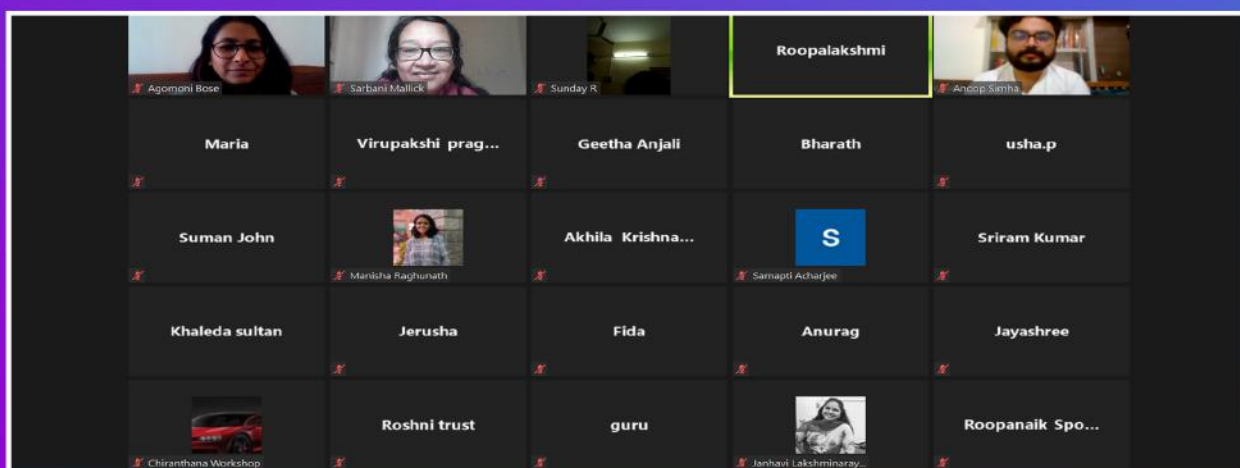 Roopalakshmi
Agomoni Bose
Sarbani Mallick
Sunday R
Anoop Simha
Maria
Virupakshi prag...
Geetha Anjali
Bharath
usha.p
Suman John
Akhila Krishna...
S
Sriram Kumar
Manisha Raghunath
Samapti Acharjee
Khaleda sultan
Jerusha
Fida
Anurag
Jayashree
Roshni trust
guru
Roopanaik Spo...
Chiranthana Workshop
Janhavi Lakshminaray...